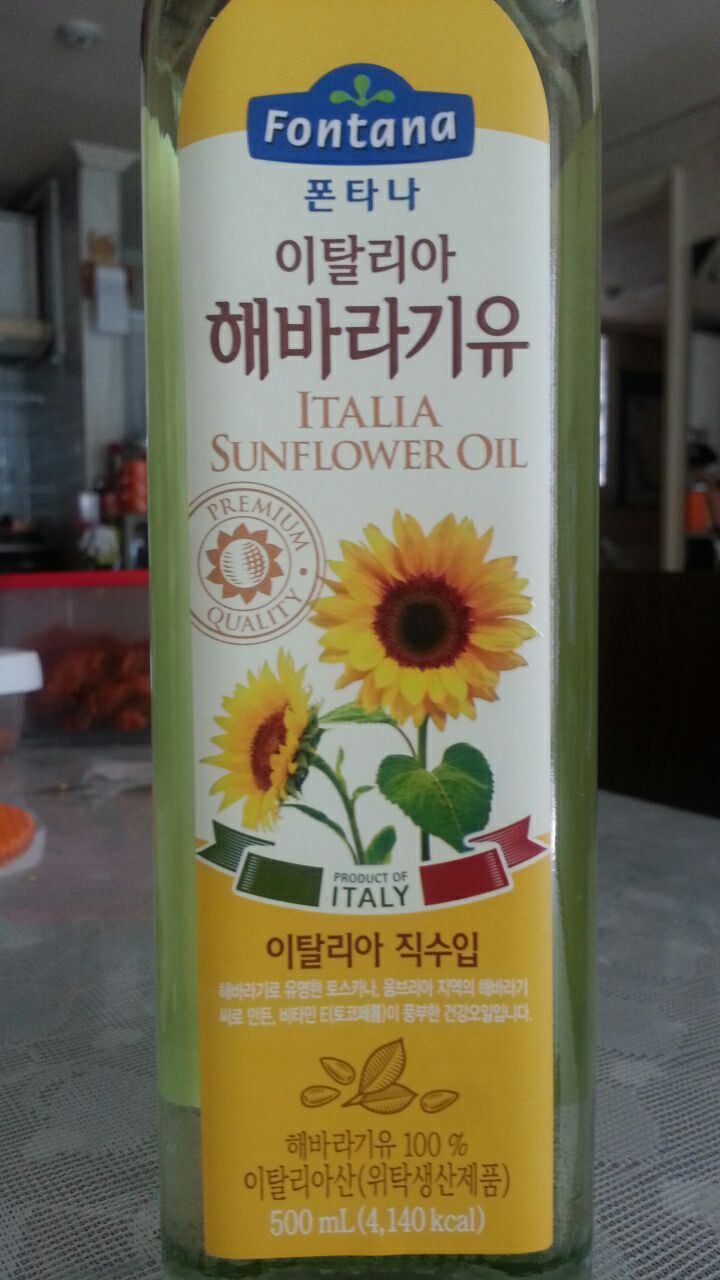 Fontana
폰타나
이탈리아
해바라기유
ITALIA
SUNFLOWER OIL
PREMIUM
QUALITY
PRODUCT OF
ITALY
이탈리아 직수입
해바라기로 유명한 토스카나, 움브리아 지역의 해바라기
씨로 만든, 비타민 E(토코페롤)이 풍부한 건강오일입니다.
해바라기유 100 %
이탈리아산(위탁생산제품)
500 mL(4,140 kcal)